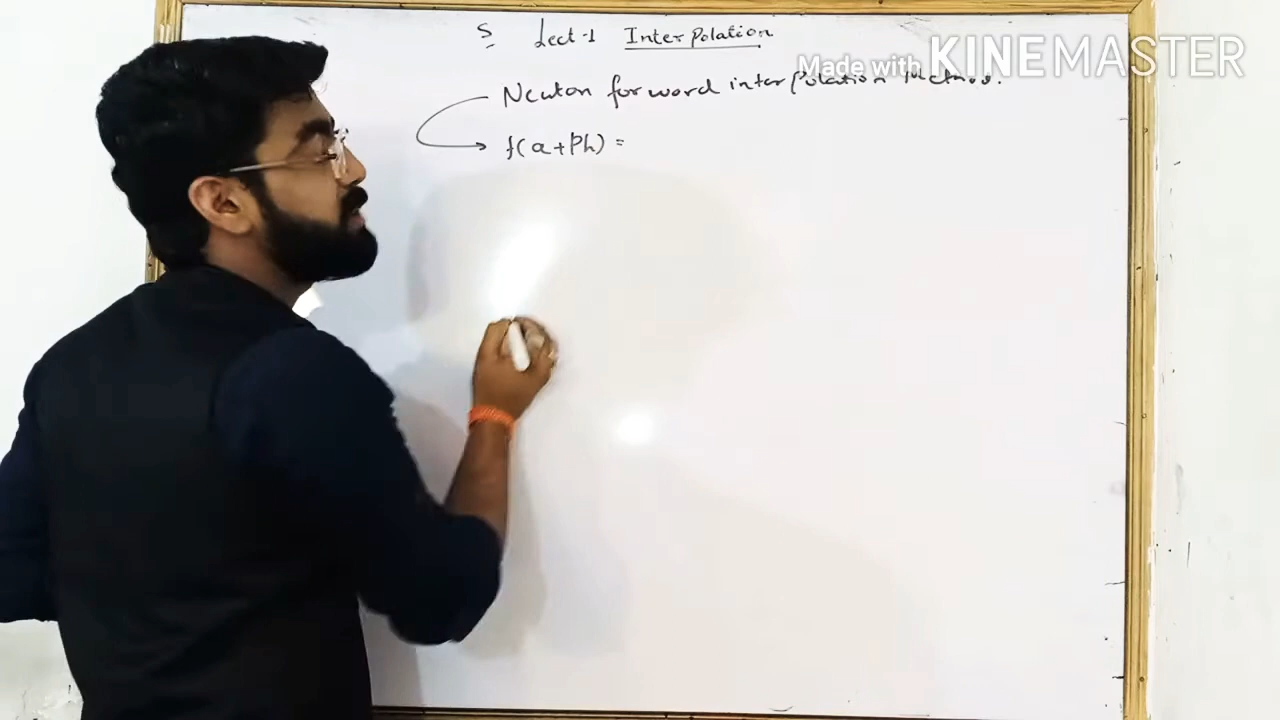 S Lect-1 Interpolation
Made with KINEMASTER
Newton forword interpolation Method.
f(a+Ph) =